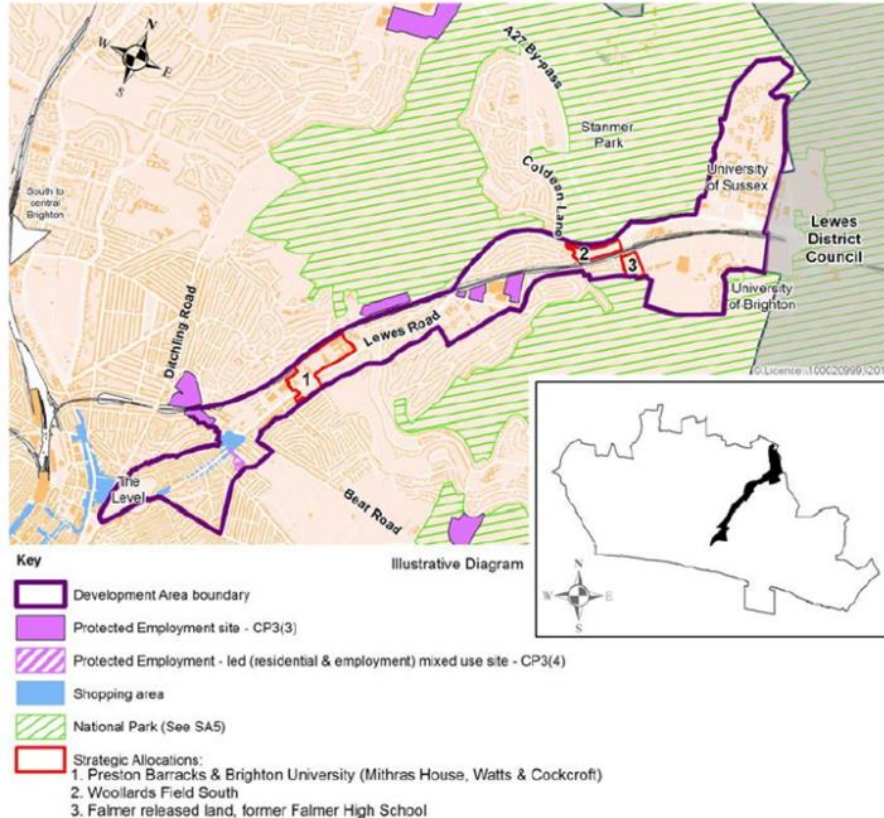 N
W
E
S
A27 By-pass
Stanmer
Park
Coldean Lane
University
of Sussex
South to
central
Brighton
Lewes
District
Council
2
3
University
of Brighton
Ditchling Road
Lewes Road
1
The
Level
Bear Road
Key
Illustrative Diagram
N
W
E
S
Development Area boundary
Protected Employment site - CP3(3)
Protected Employment - led (residential & employment) mixed use site - CP3(4)
Shopping area
National Park (See SA5)
Strategic Allocations:
1. Preston Barracks & Brighton University (Mithras House, Watts & Cockcroft)
2. Woollards Field South
3. Falmer released land, former Falmer High School